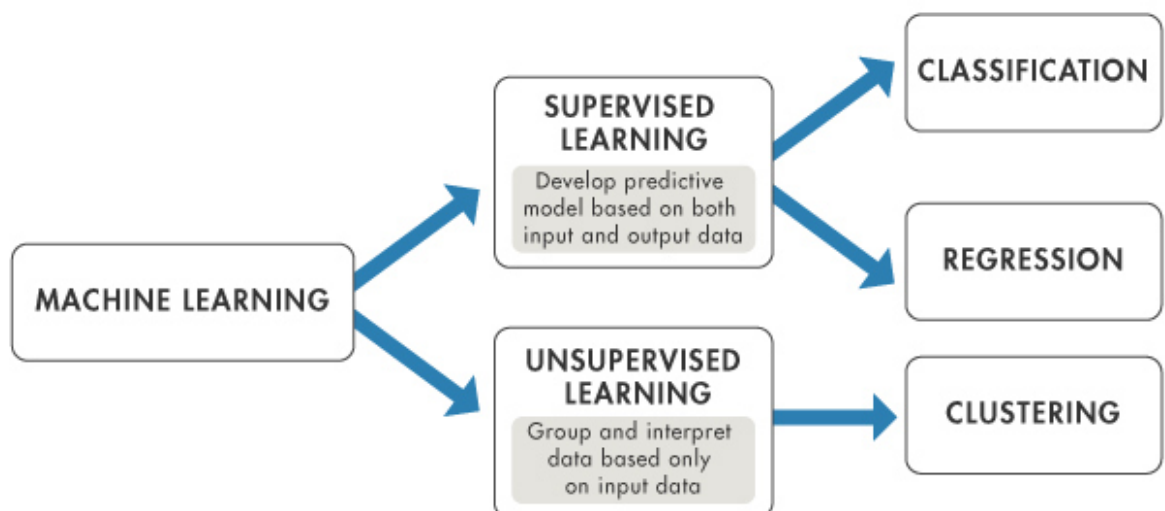 MACHINE LEARNING
SUPERVISED
LEARNING
Develop predictive
model based on both
input and output data
UNSUPERVISED
LEARNING
Group and interpret
data based only
on input data
CLASSIFICATION
REGRESSION
CLUSTERING